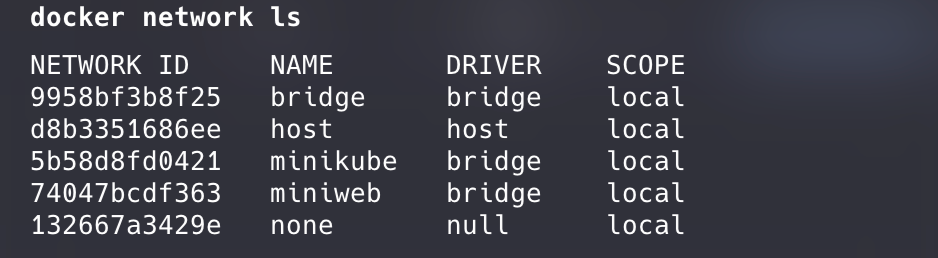 docker network ls
NETWORK ID NAME DRIVER SCOPE
9958bf3b8f25 bridge bridge local
d8b3351686ee host host local
5b58d8fd0421 minikube bridge local
74047bcdf363 miniweb bridge local
132667a3429e none null local